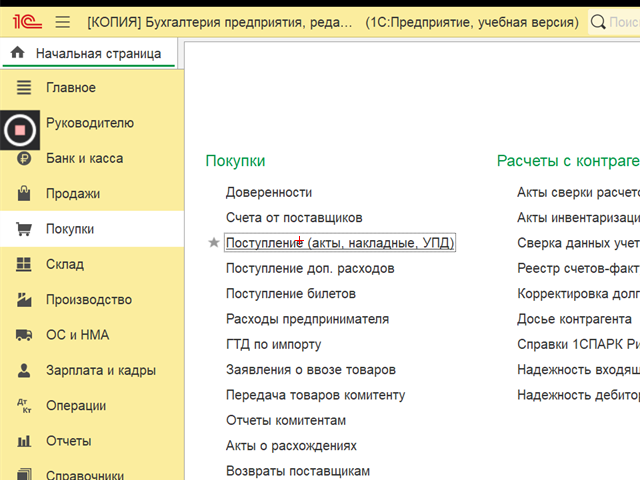 1С [КОПИЯ] Бухгалтерия предприятия, реда... (1С:Предприятие, учебная версия) Поис
Начальная страница
Главное
Руководителю
Банк и касса
Продажи
Покупки
Склад
Производство
ОС и НМА
Зарплата и кадры
Дт Кт Операции
Отчеты
Справочники
Покупки
Доверенности
Счета от поставщиков
Поступление (акты, накладные, УПД)
Поступление доп. расходов
Поступление билетов
Расходы предпринимателя
ГТД по импорту
Заявления о ввозе товаров
Передача товаров комитенту
Отчеты комитентам
Акты о расхождениях
Возвраты поставщикам
Расчеты с контраге
Акты сверки расчето
Акты инвентаризаци
Сверка данных учет
Реестр счетов-факт
Корректировка долг
Досье контрагента
Справки 1СПАРК Ри
Надежность входящ
Надежность дебитор